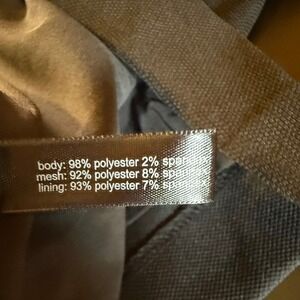 body: 98% polyester 2% spandex
mesh: 92% polyester 8% spandex
lining: 93% polyester 7% spandex